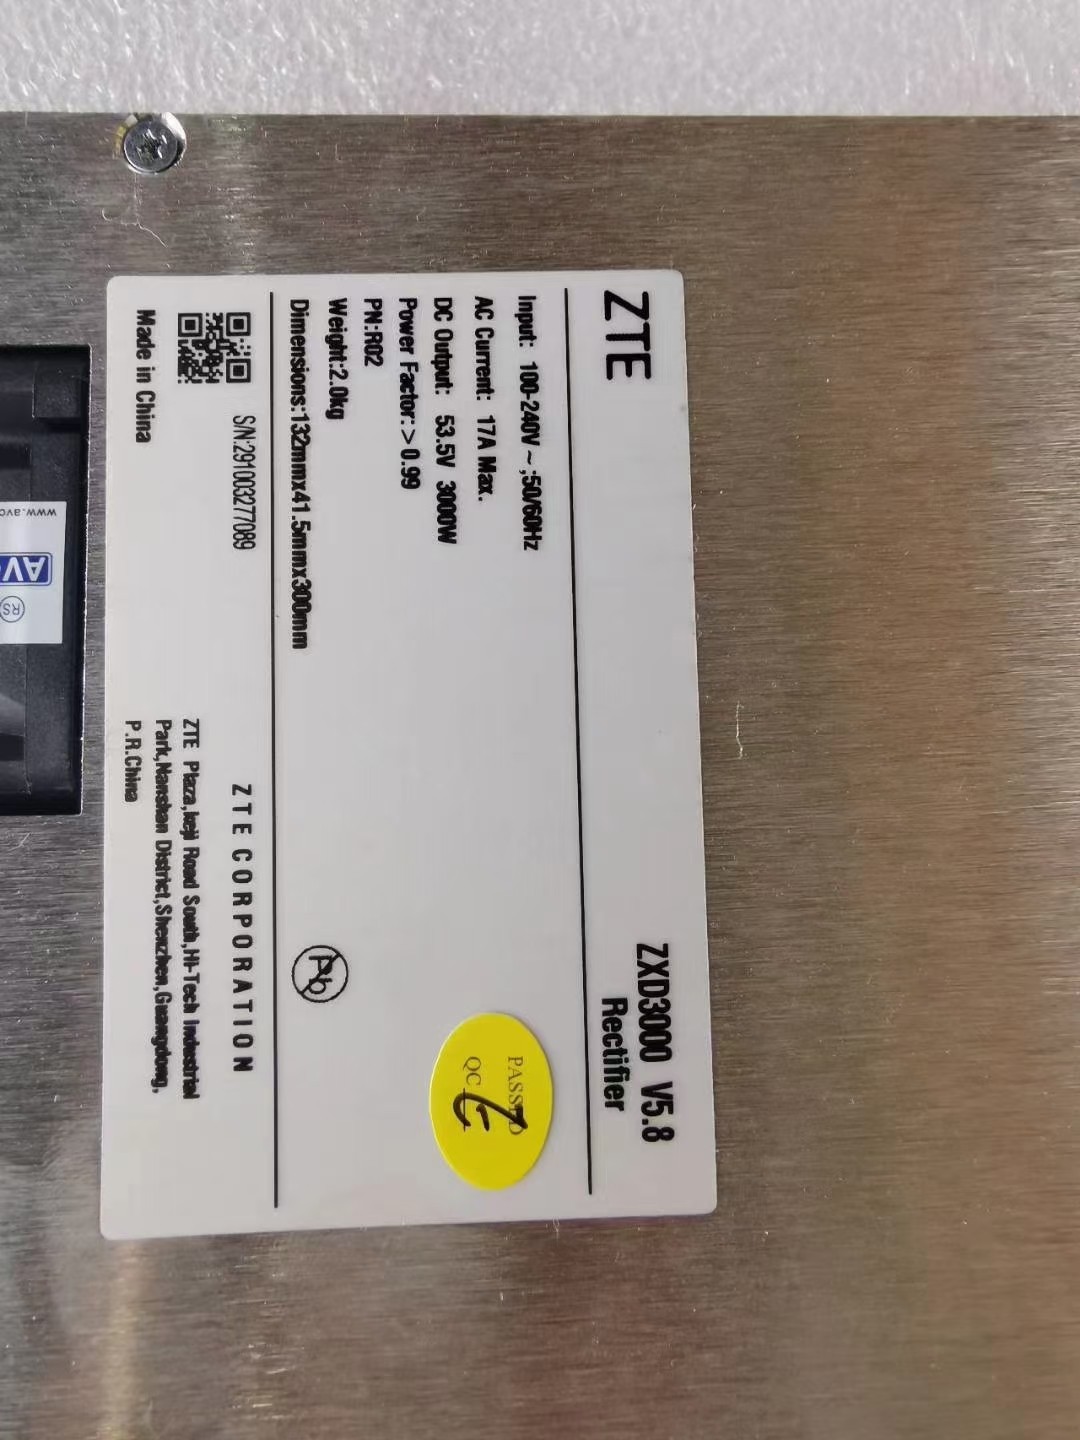 ZTE
ZXD3000 V5.8
Rectifier
Input: 100-240V ~ ;50/60Hz
AC Current: 17A Max.
DC Output: 53.5V 3000W
Power Factor: > 0.99
PN:R02
Weight:2.0kg
Dimensions:132mmx41.5mmx300mm
PASSED
QC
Pb
S/N:291003277089
Made in China
ZTE CORPORATION
ZTE Plaza,keji Road South,Hi-Tech Industrial
Park,Nanshan District,Shenzhen,Guangdong,
P.R.China
www.avc
AV
RS